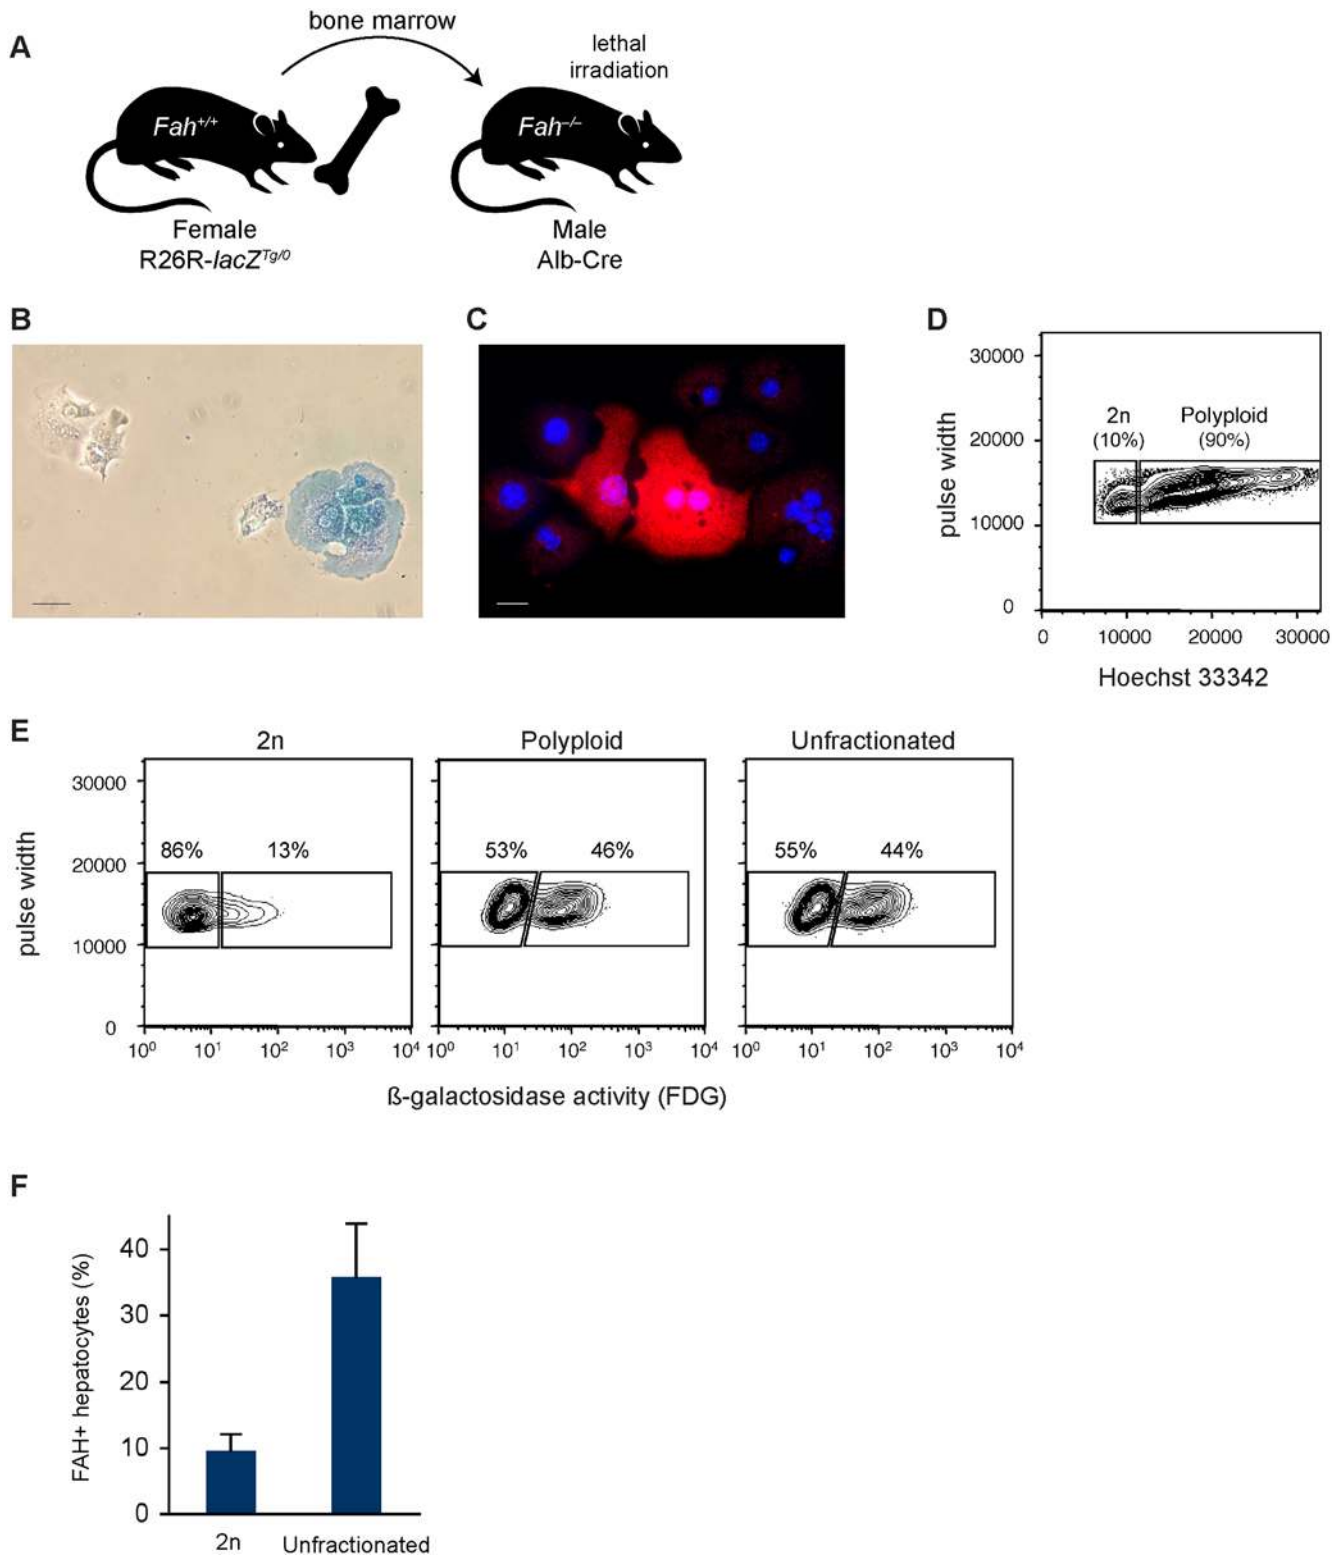 A
bone marrow
lethal
irradiation
Fah+/+
Fah–/–
Female
R26R-lacZTg/0
Male
Alb-Cre
B
C
D
30000
20000
10000
0
pulse width
2n
(10%)
Polyploid
(90%)
0
10000
20000
30000
Hoechst 33342
E
2n
Polyploid
Unfractionated
30000
20000
10000
0
pulse width
86%
13%
53%
46%
55%
44%
10⁰ 10¹ 10² 10³ 10⁴
10⁰ 10¹ 10² 10³ 10⁴
10⁰ 10¹ 10² 10³ 10⁴
ß-galactosidase activity (FDG)
F
FAH+ hepatocytes (%)
40
30
20
10
0
2n
Unfractionated